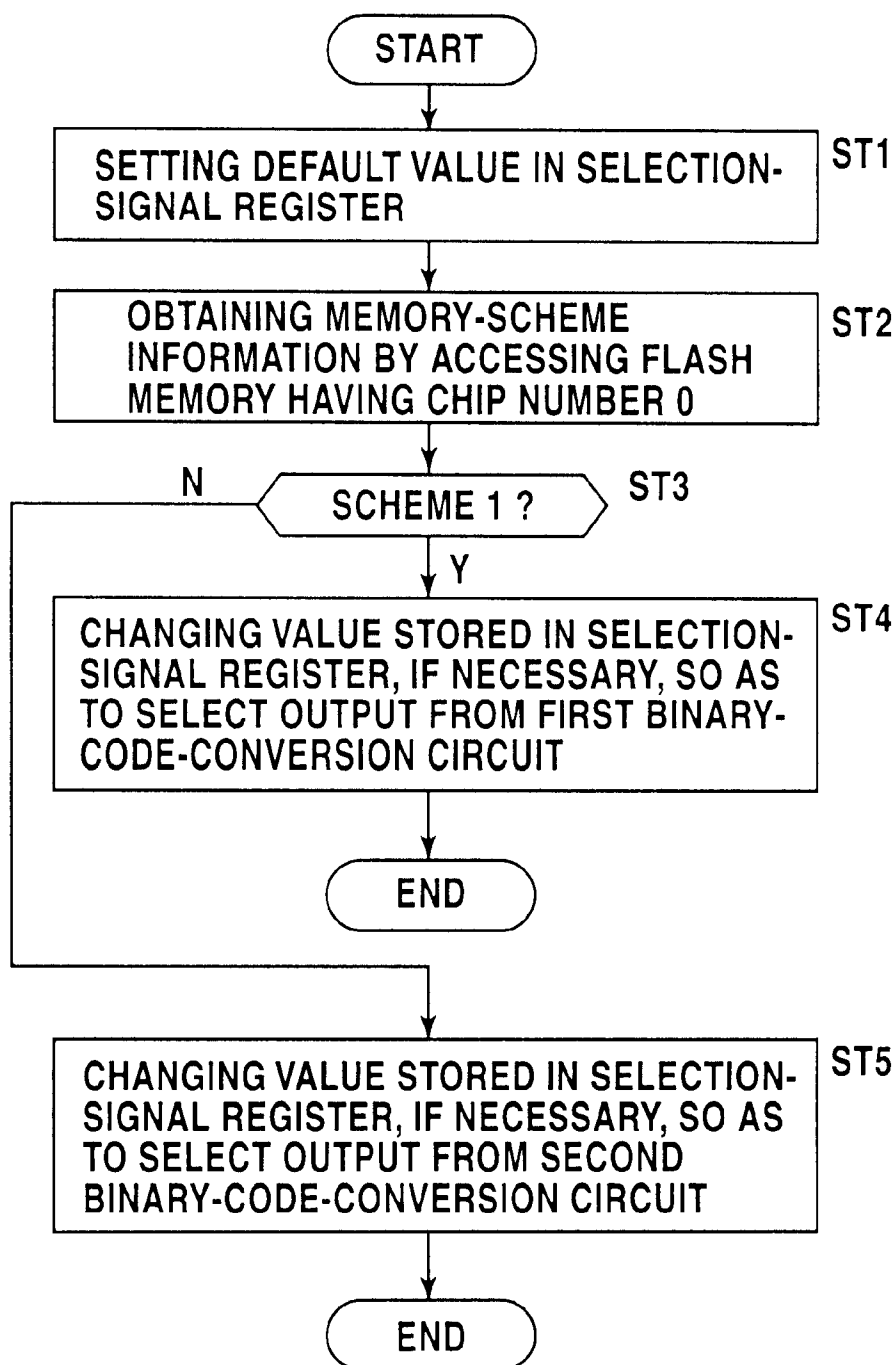 START
SETTING DEFAULT VALUE IN SELECTION-
SIGNAL REGISTER
ST1
OBTAINING MEMORY-SCHEME
INFORMATION BY ACCESSING FLASH
MEMORY HAVING CHIP NUMBER 0
ST2
N
SCHEME 1 ?
ST3
Y
CHANGING VALUE STORED IN SELECTION-
SIGNAL REGISTER, IF NECESSARY, SO AS
TO SELECT OUTPUT FROM FIRST BINARY-
CODE-CONVERSION CIRCUIT
ST4
END
CHANGING VALUE STORED IN SELECTION-
SIGNAL REGISTER, IF NECESSARY, SO AS
TO SELECT OUTPUT FROM SECOND
BINARY-CODE-CONVERSION CIRCUIT
ST5
END